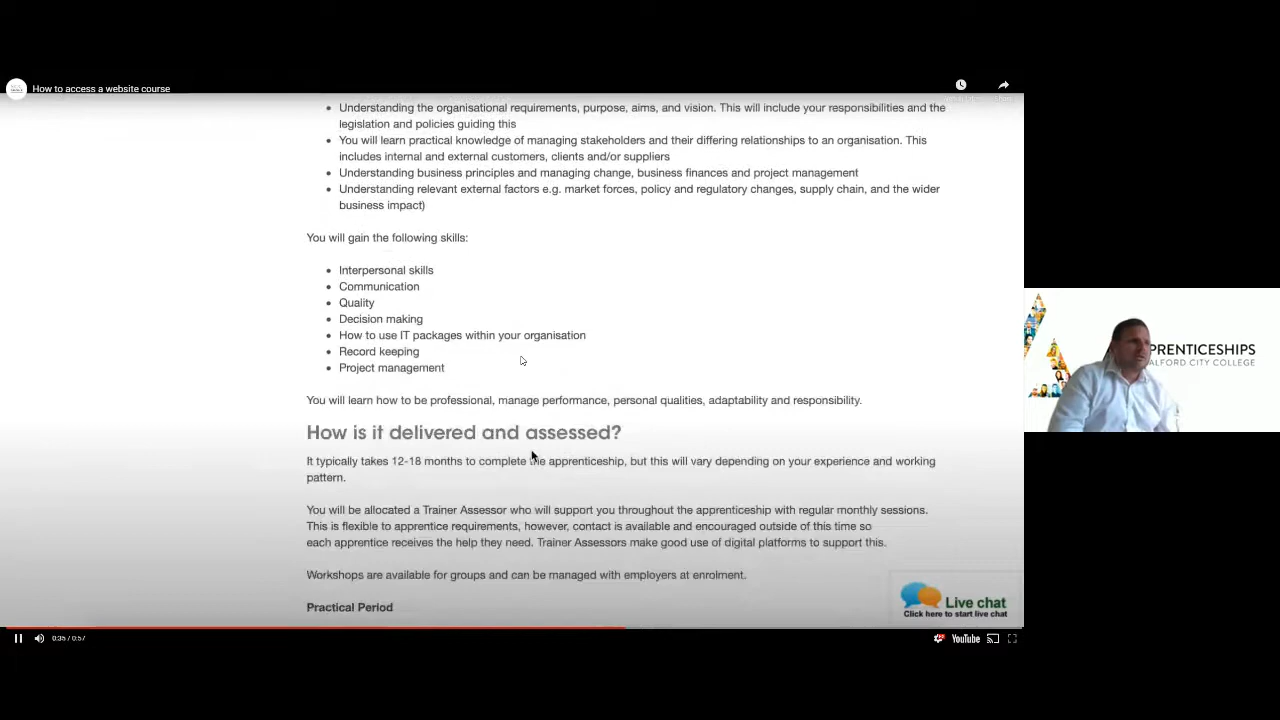 How to access a website course
Understanding the organisational requirements, purpose, aims, and vision. This will include your responsibilities and the
legislation and policies guiding this
You will learn practical knowledge of managing stakeholders and their differing relationships to an organisation. This
includes internal and external customers, clients and/or suppliers
Understanding business principles and managing change, business finances and project management
Understanding relevant external factors e.g. market forces, policy and regulatory changes, supply chain, and the wider
business impact)
You will gain the following skills:
Interpersonal skills
Communication
Quality
Decision making
How to use IT packages within your organisation
Record keeping
Project management
You will learn how to be professional, manage performance, personal qualities, adaptability and responsibility.
How is it delivered and assessed?
It typically takes 12-18 months to complete the apprenticeship, but this will vary depending on your experience and working
pattern.
You will be allocated a Trainer Assessor who will support you throughout the apprenticeship with regular monthly sessions.
This is flexible to apprentice requirements, however, contact is available and encouraged outside of this time so
each apprentice receives the help they need. Trainer Assessors make good use of digital platforms to support this.
Workshops are available for groups and can be managed with employers at enrolment.
Practical Period
Live chat
Click here to start live chat
0:35 / 0:57
YouTube
PRENTICESHIPS
ALFORD CITY COLLEGE